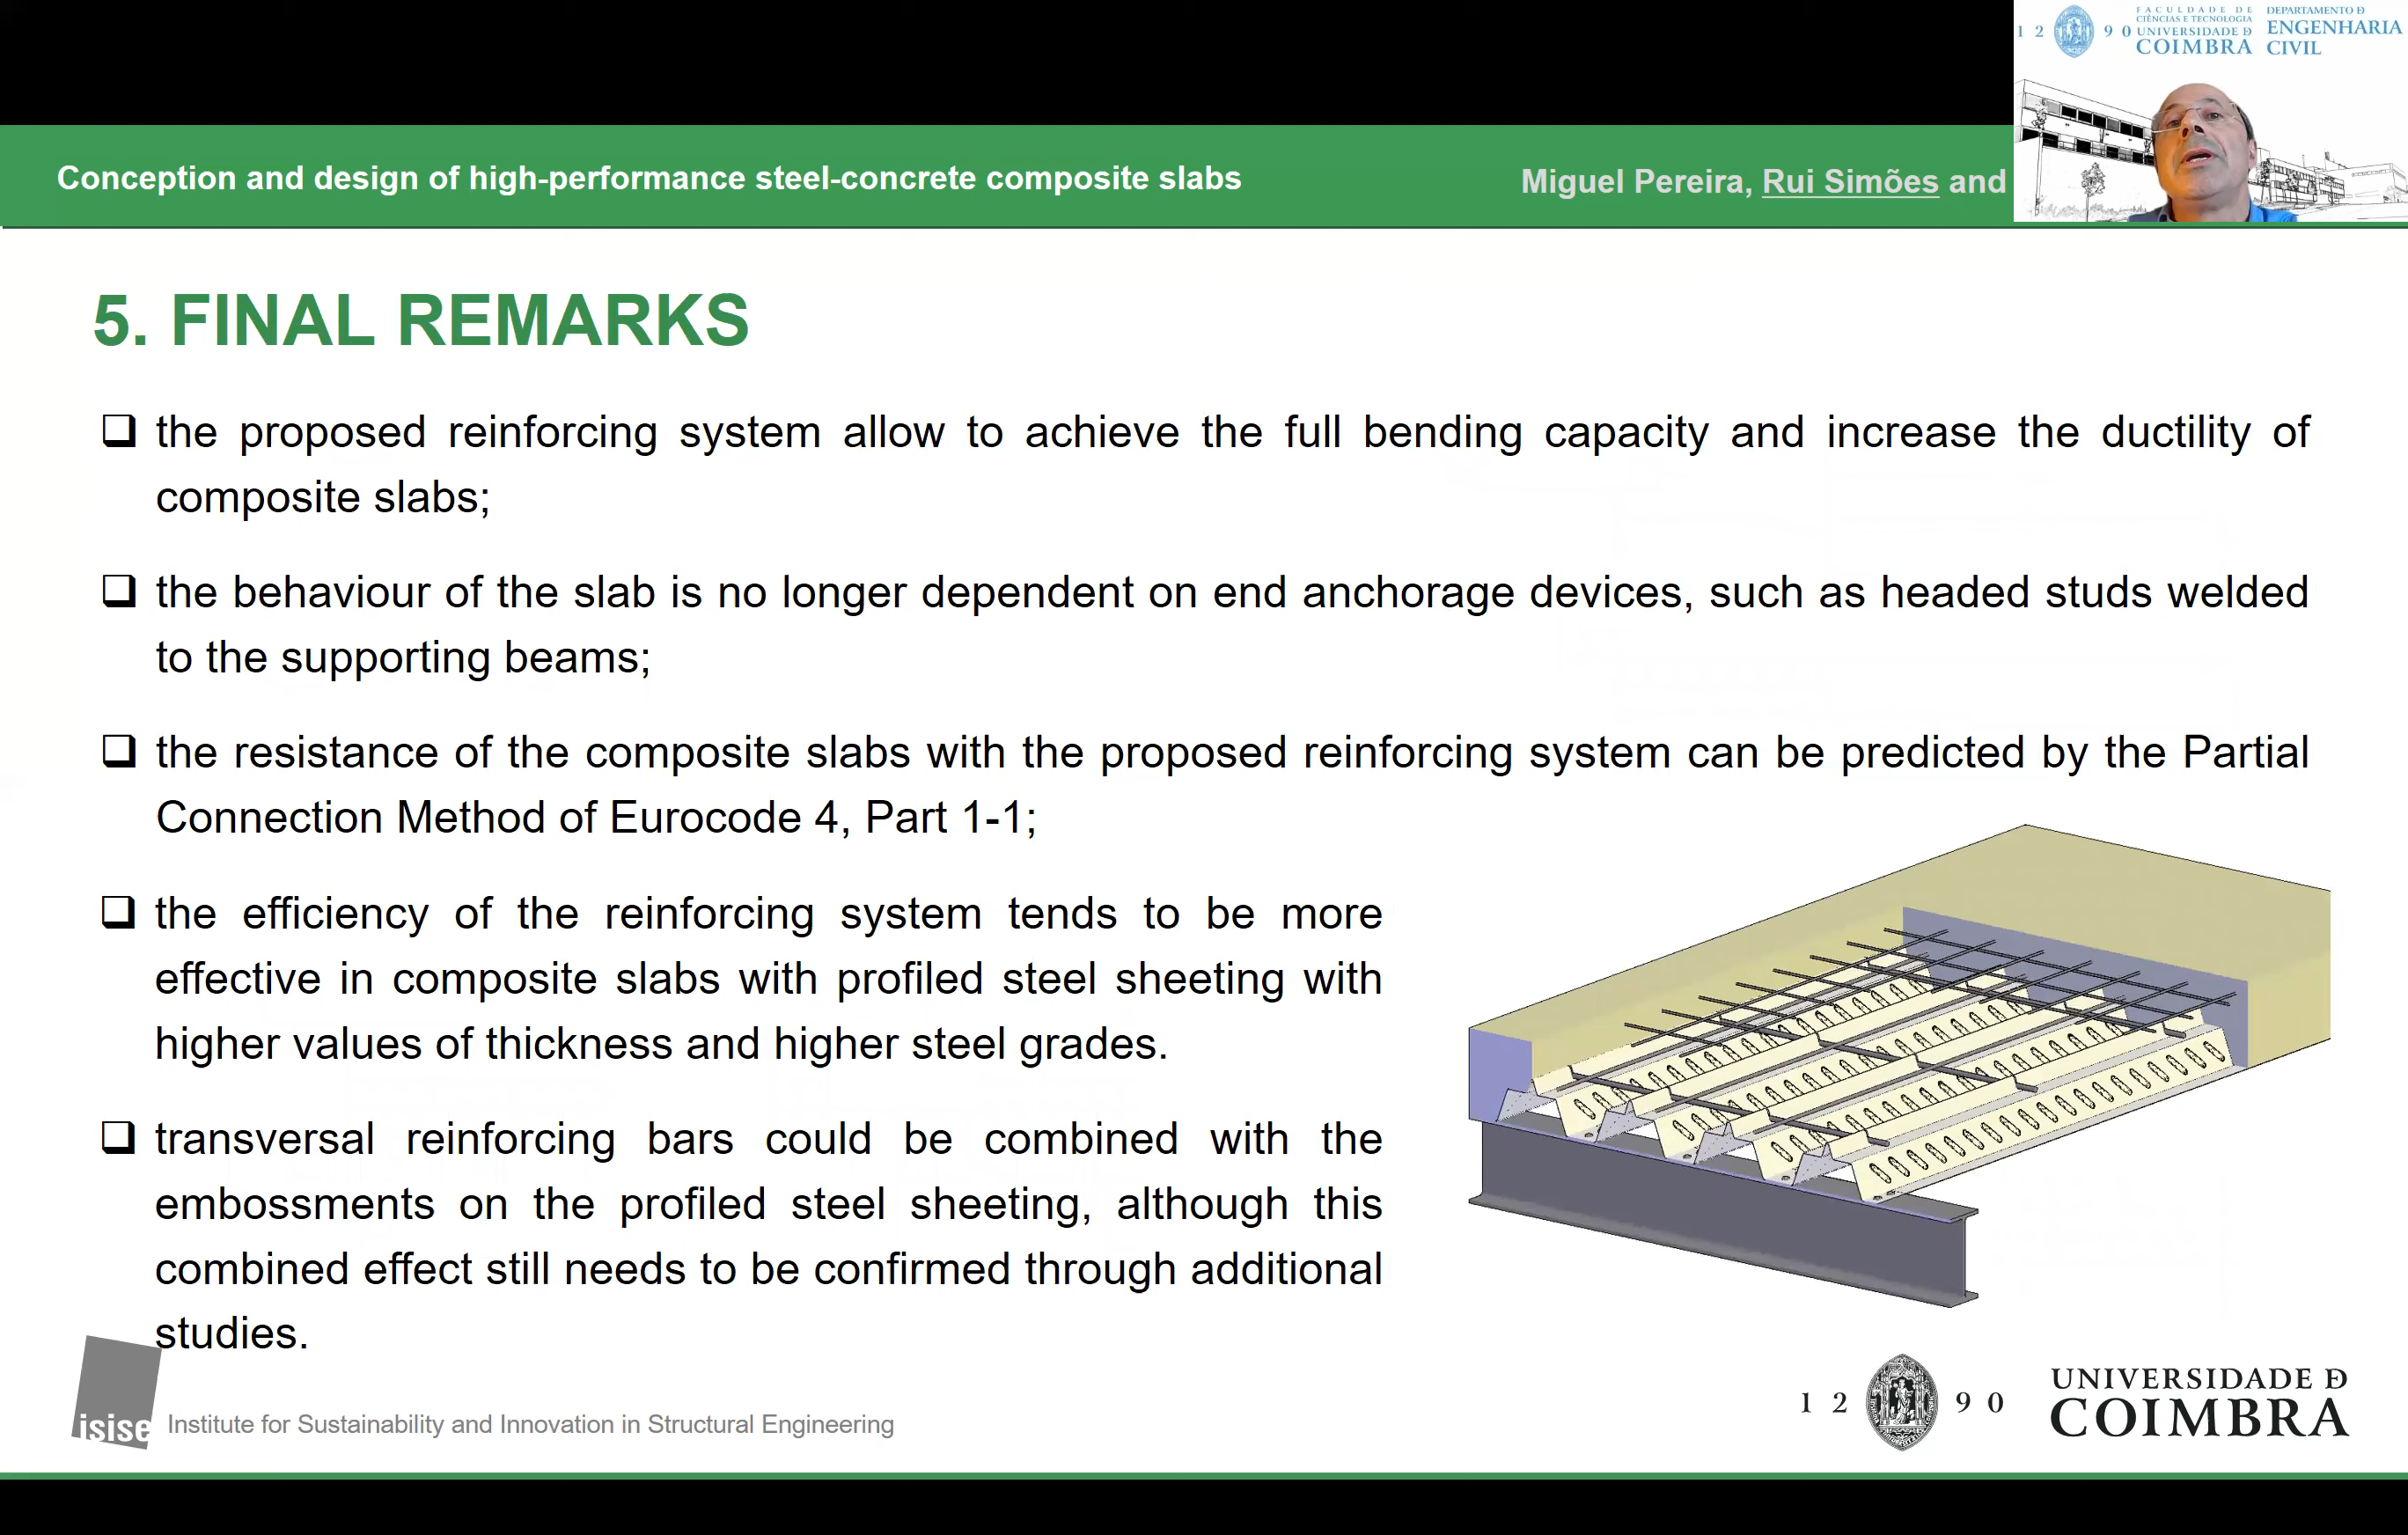 1 2 9 0
FACULDADE DE
CIÊNCIAS E TECNOLOGIA
UNIVERSIDADE Đ
COIMBRA
DEPARTAMENTO Đ
ENGENHARIA
CIVIL
Conception and design of high-performance steel-concrete composite slabs
Miguel Pereira, Rui Simões and
5. FINAL REMARKS
❑ the proposed reinforcing system allow to achieve the full bending capacity and increase the ductility of
composite slabs;
❑ the behaviour of the slab is no longer dependent on end anchorage devices, such as headed studs welded
to the supporting beams;
❑ the resistance of the composite slabs with the proposed reinforcing system can be predicted by the Partial
Connection Method of Eurocode 4, Part 1-1;
❑ the efficiency of the reinforcing system tends to be more
effective in composite slabs with profiled steel sheeting with
higher values of thickness and higher steel grades.
❑ transversal reinforcing bars could be combined with the
embossments on the profiled steel sheeting, although this
combined effect still needs to be confirmed through additional
studies.
isise
Institute for Sustainability and Innovation in Structural Engineering
1 2 9 0
UNIVERSIDADE Đ
COIMBRA